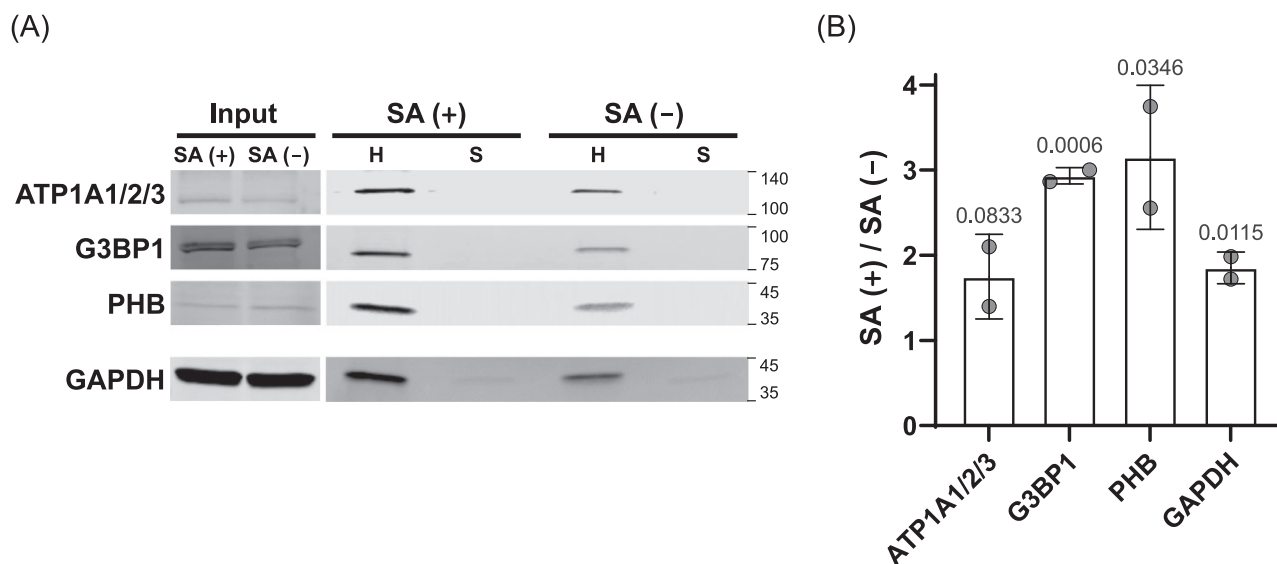 (A)
Input SA (+) SA (−)
SA (+) SA (−) H S H S
ATP1A1/2/3 140
100
G3BP1 100
75
PHB 45
35
GAPDH 45
35
(B)
SA (+) / SA (−)
4
3
2
1
0
0.0833
0.0006
0.0346
0.0115
ATP1A1/2/3
G3BP1
PHB
GAPDH